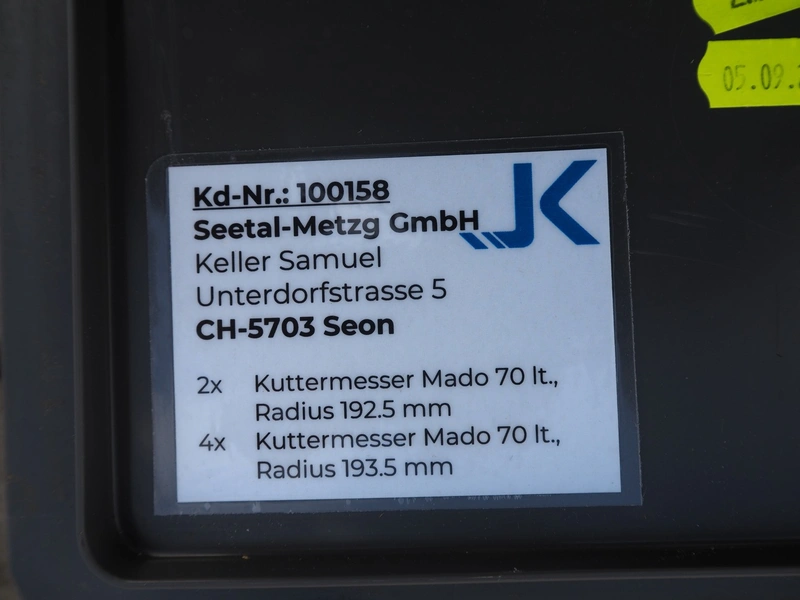 05.09.
Kd-Nr.: 100158
JK
Seetal-Metzg GmbH
Keller Samuel
Unterdorfstrasse 5
CH-5703 Seon
2x Kuttermesser Mado 70 lt.,
Radius 192.5 mm
4x Kuttermesser Mado 70 lt.,
Radius 193.5 mm